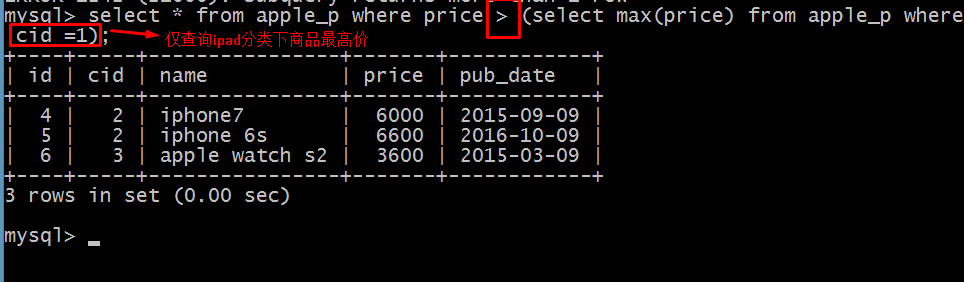 mysql> select * from apple_p where price > (select max(price) from apple_p where
cid =1); 仅查询ipad分类下商品最高价
+----+-----+----------------+-------+------------+
| id | cid | name           | price | pub_date   |
+----+-----+----------------+-------+------------+
|  4 |   2 | iphone7        |  6000 | 2015-09-09 |
|  5 |   2 | iphone 6s      |  6600 | 2016-10-09 |
|  6 |   3 | apple watch s2 |  3600 | 2015-03-09 |
+----+-----+----------------+-------+------------+
3 rows in set (0.00 sec)
mysql> _